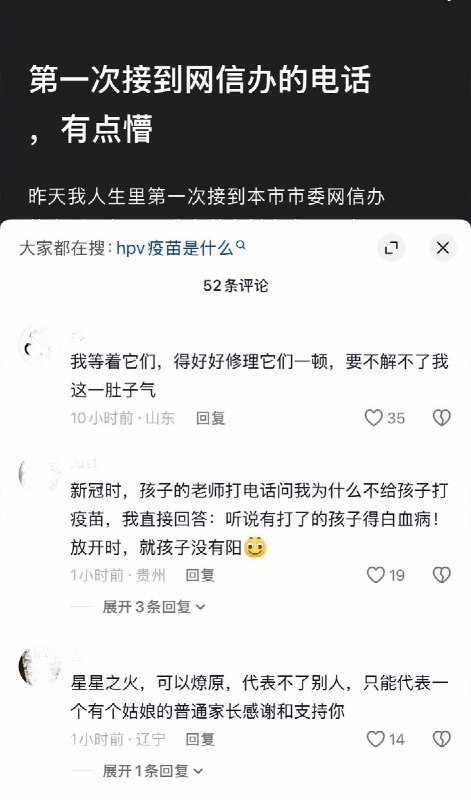 第一次接到网信办的电话
，有点懵
昨天我人生里第一次接到本市市委网信办
大家都在搜：hpv疫苗是什么
52条评论
我等着它们，得好好修理它们一顿，要不解不了我
这一肚子气
10小时前·山东 回复 35
新冠时，孩子的老师打电话问我为什么不给孩子打
疫苗，我直接回答：听说有打了的孩子得白血病！
放开时，就孩子没有阳
1小时前·贵州 回复 19
展开3条回复
星星之火，可以燎原，代表不了别人，只能代表一
个有个姑娘的普通家长感谢和支持你
1小时前·辽宁 回复 14
展开1条回复